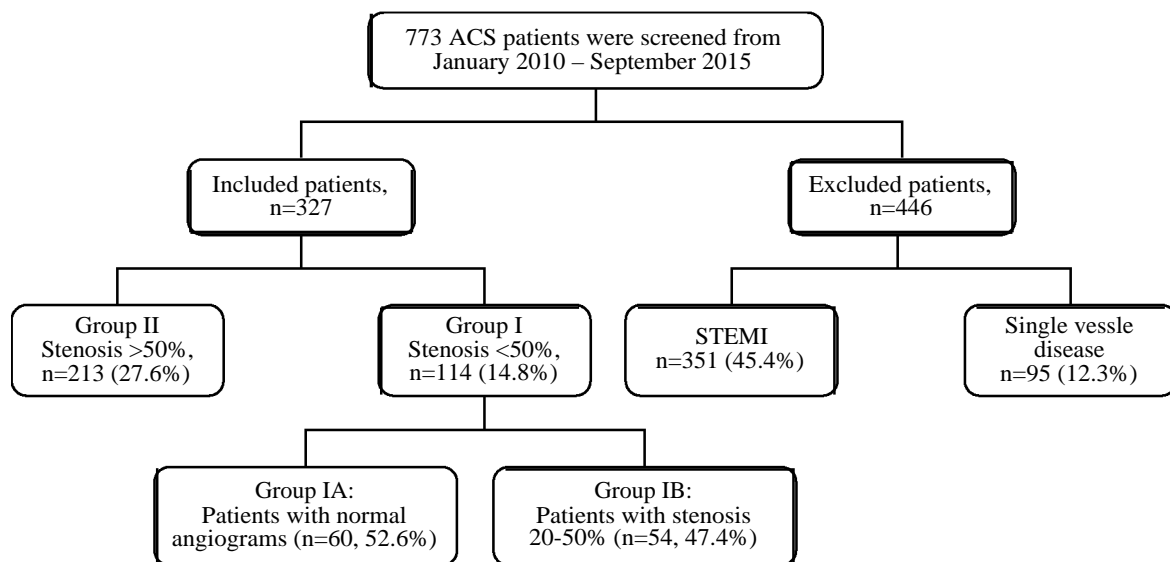 773 ACS patients were screened from
January 2010 – September 2015
Included patients,
n=327
Excluded patients,
n=446
Group II
Stenosis >50%,
n=213 (27.6%)
Group I
Stenosis <50%,
n=114 (14.8%)
STEMI
n=351 (45.4%)
Single vessle
disease
n=95 (12.3%)
Group IA:
Patients with normal
angiograms (n=60, 52.6%)
Group IB:
Patients with stenosis
20-50% (n=54, 47.4%)